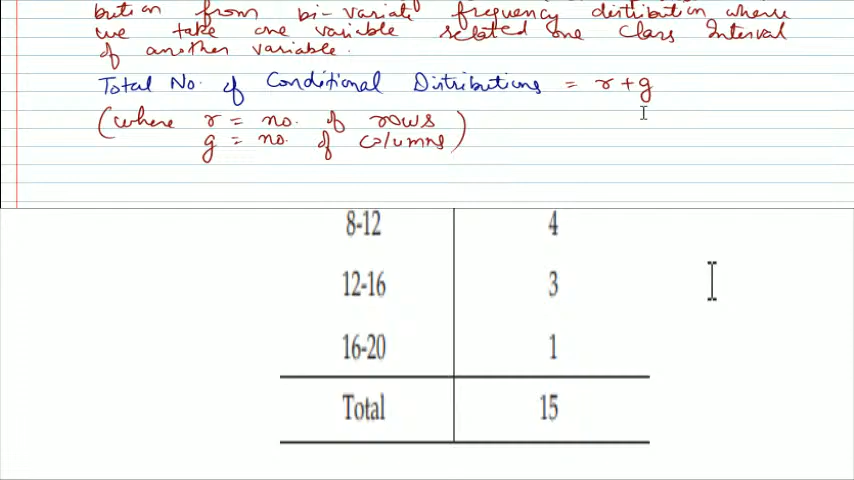 bution from bi-variate frequency distribution where
we take one variable related one Class Interval
of another variable.
Total No. of Conditional Distributions = r + g
(where r = no. of rows
g = no. of columns)
8-12 4
12-16 3
16-20 1
Total 15